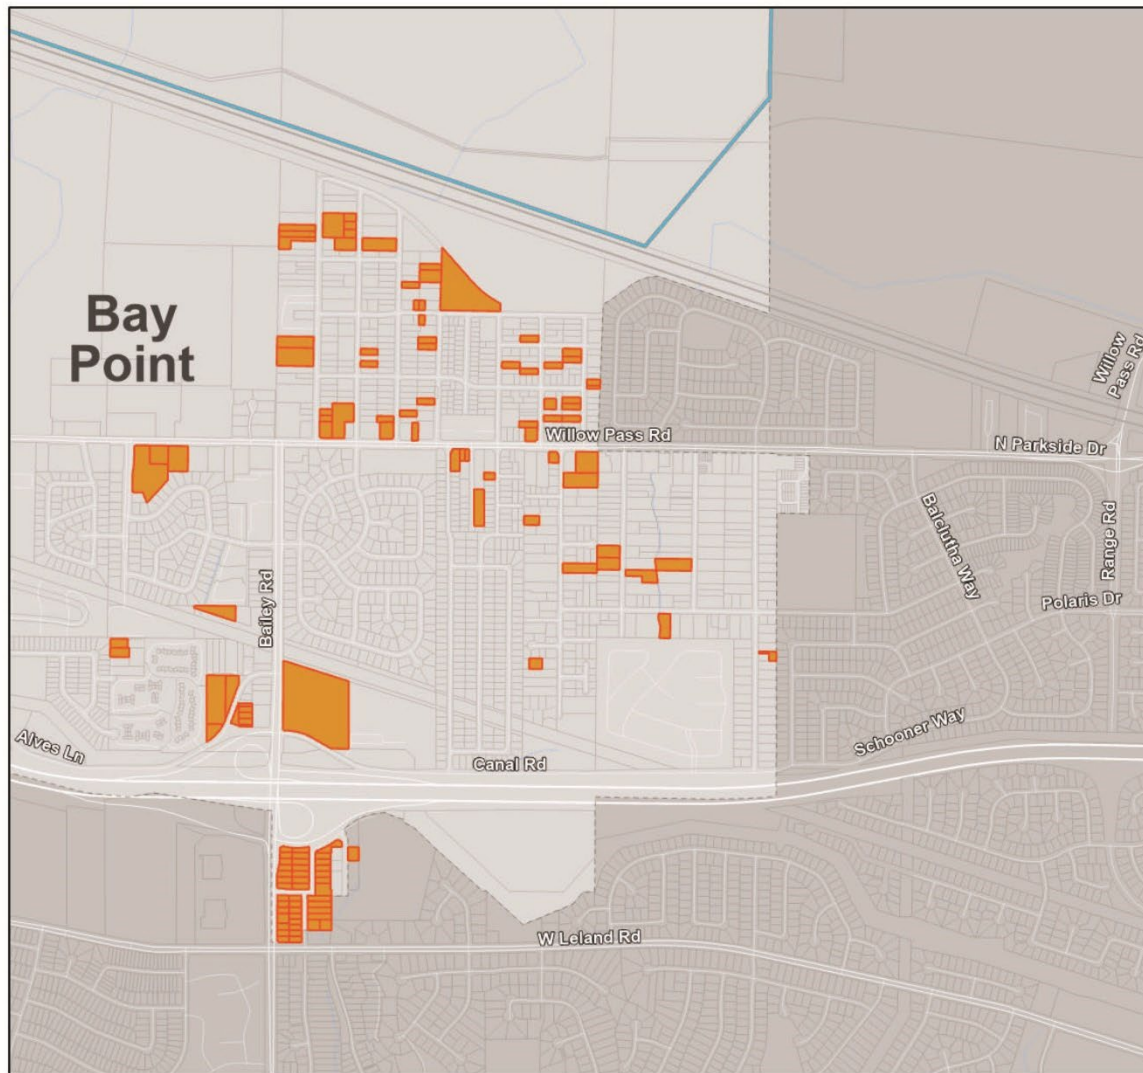 Bay
Point
Willow
Pass Rd
Willow Pass Rd
N Parkside Dr
Balclutha Way
Range Rd
Bailey Rd
Polaris Dr
Schooner Way
Alves Ln
Canal Rd
W Leland Rd